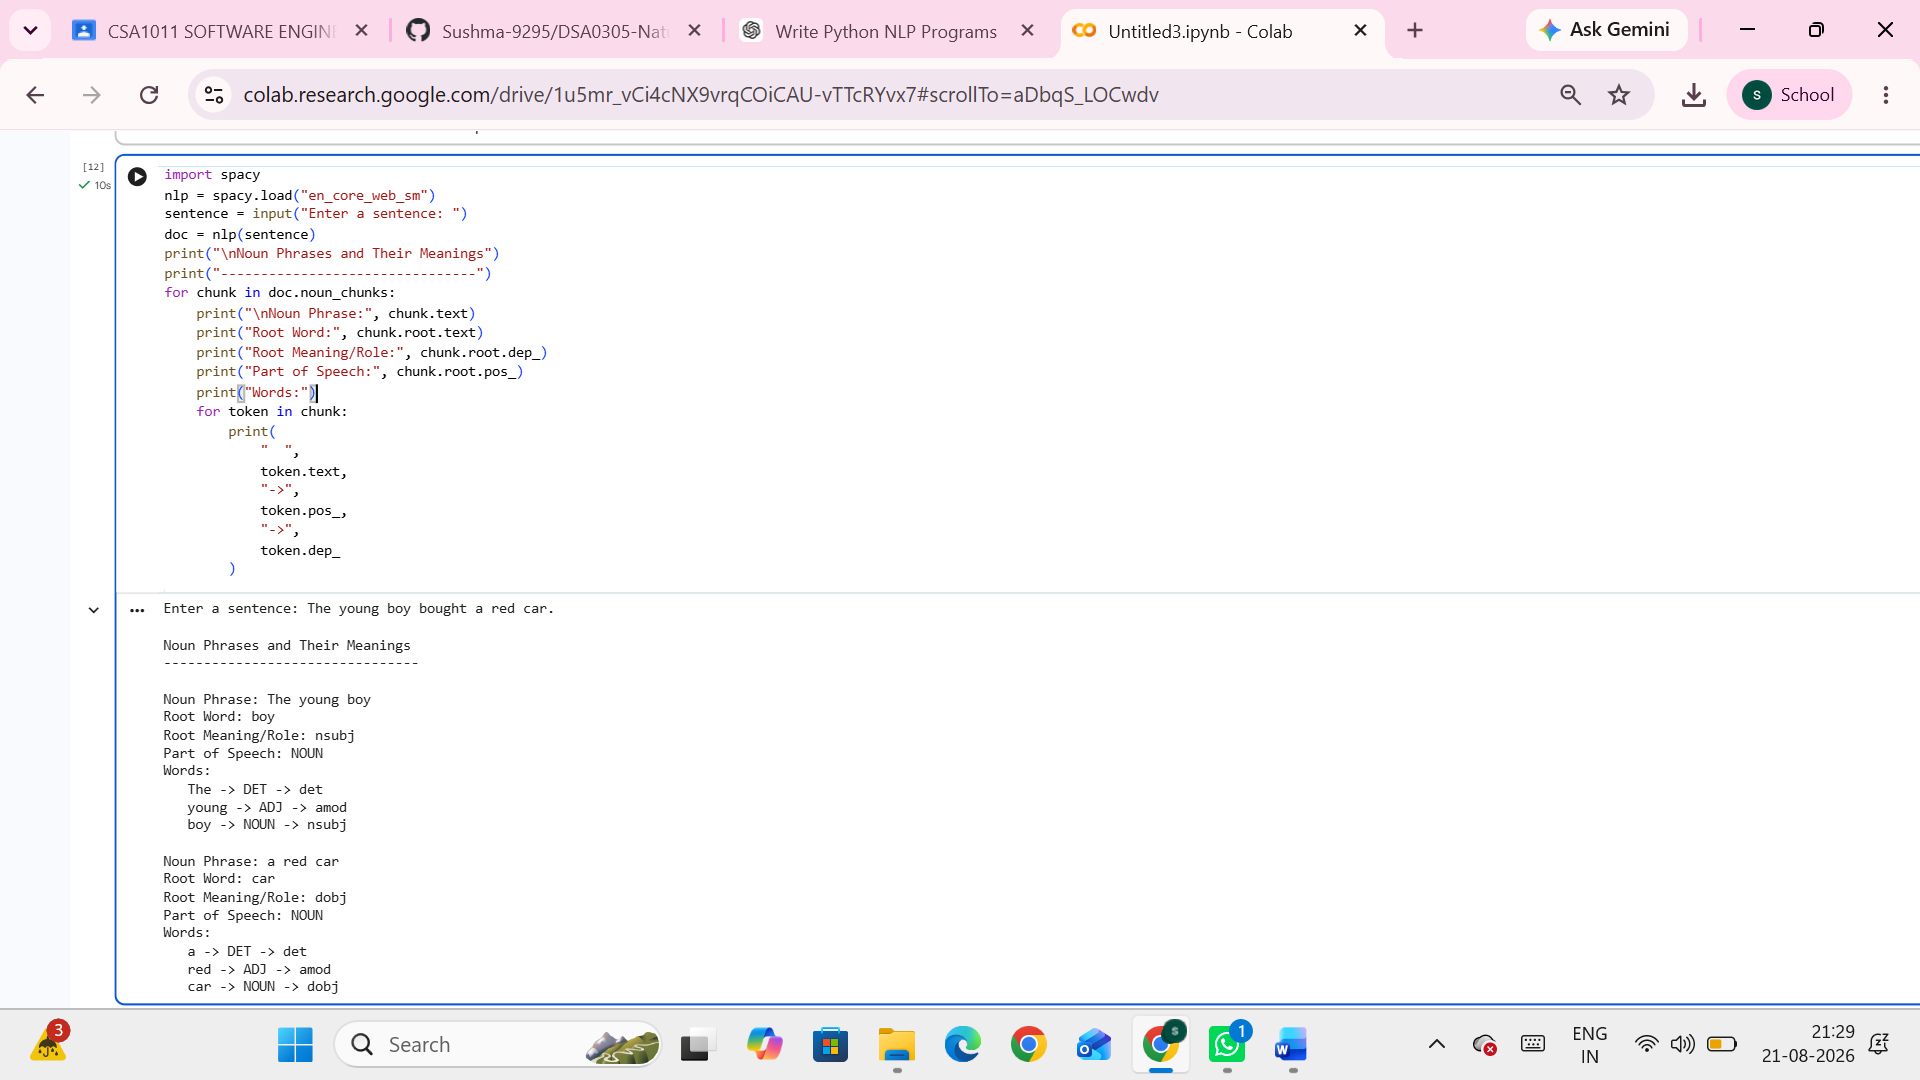 CSA1011 SOFTWARE ENGIN
Sushma-9295/DSA0305-Nat
Write Python NLP Programs
Untitled3.ipynb - Colab
Ask Gemini
colab.research.google.com/drive/1u5mr_vCi4cNX9vrqCOiCAU-vTTcRYvx7#scrollTo=aDbqS_LOCwdv
S
School
[12]
10s
import spacy
nlp = spacy.load("en_core_web_sm")
sentence = input("Enter a sentence: ")
doc = nlp(sentence)
print("\nNoun Phrases and Their Meanings")
print("--------------------------------")
for chunk in doc.noun_chunks:
    print("\nNoun Phrase:", chunk.text)
    print("Root Word:", chunk.root.text)
    print("Root Meaning/Role:", chunk.root.dep_)
    print("Part of Speech:", chunk.root.pos_)
    print("Words:")
    for token in chunk:
        print(
            "  ",
            token.text,
            "->",
            token.pos_,
            "->",
            token.dep_
        )
Enter a sentence: The young boy bought a red car.
Noun Phrases and Their Meanings
--------------------------------
Noun Phrase: The young boy
Root Word: boy
Root Meaning/Role: nsubj
Part of Speech: NOUN
Words:
   The -> DET -> det
   young -> ADJ -> amod
   boy -> NOUN -> nsubj
Noun Phrase: a red car
Root Word: car
Root Meaning/Role: dobj
Part of Speech: NOUN
Words:
   a -> DET -> det
   red -> ADJ -> amod
   car -> NOUN -> dobj
3
Search
S
1
W
ENG
IN
21:29
21-08-2026